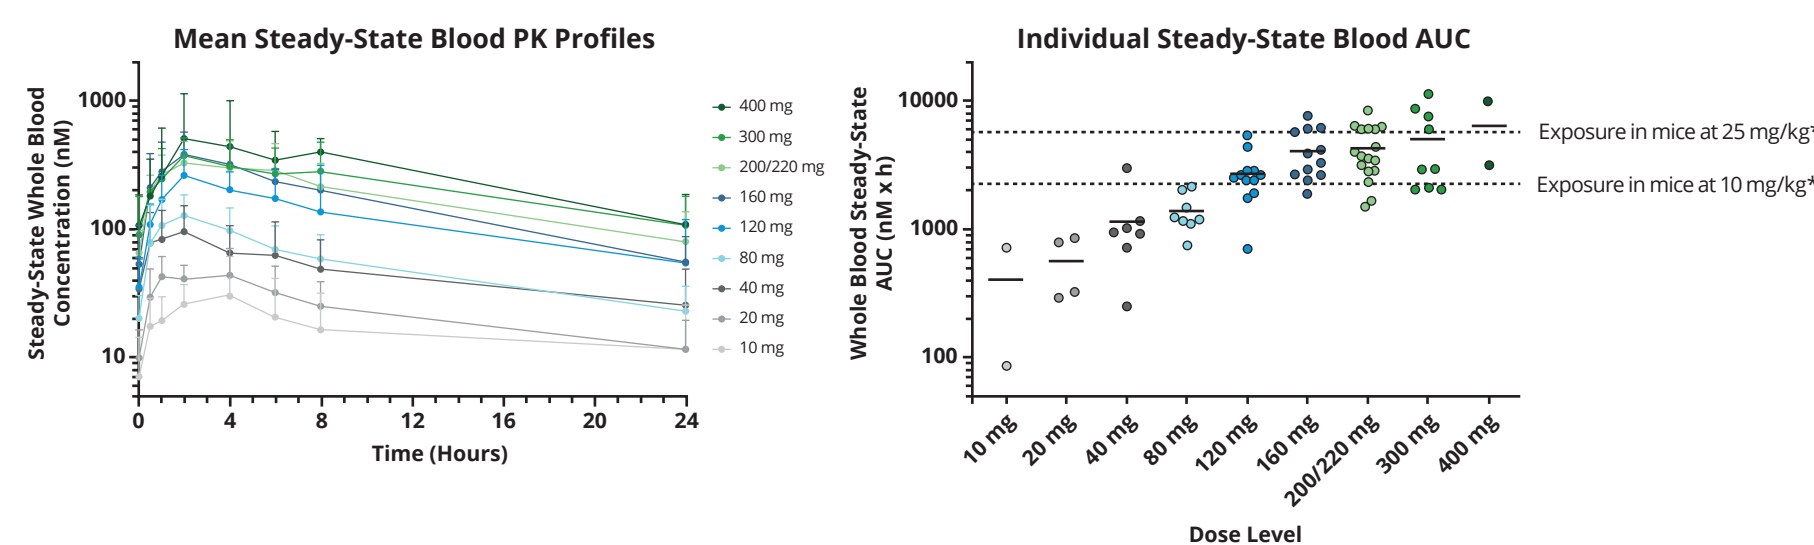 Mean Steady-State Blood PK Profiles
Steady-State Whole Blood
Concentration (nM)
1000
100
10
0 4 8 12 16 20 24
Time (Hours)
400 mg
300 mg
200/220 mg
160 mg
120 mg
80 mg
40 mg
20 mg
10 mg
Individual Steady-State Blood AUC
Whole Blood Steady-State
AUC (nM x h)
10000
1000
100
Exposure in mice at 25 mg/kg*
Exposure in mice at 10 mg/kg*
10 mg 20 mg 40 mg 80 mg 120 mg 160 mg 200/220 mg 300 mg 400 mg
Dose Level